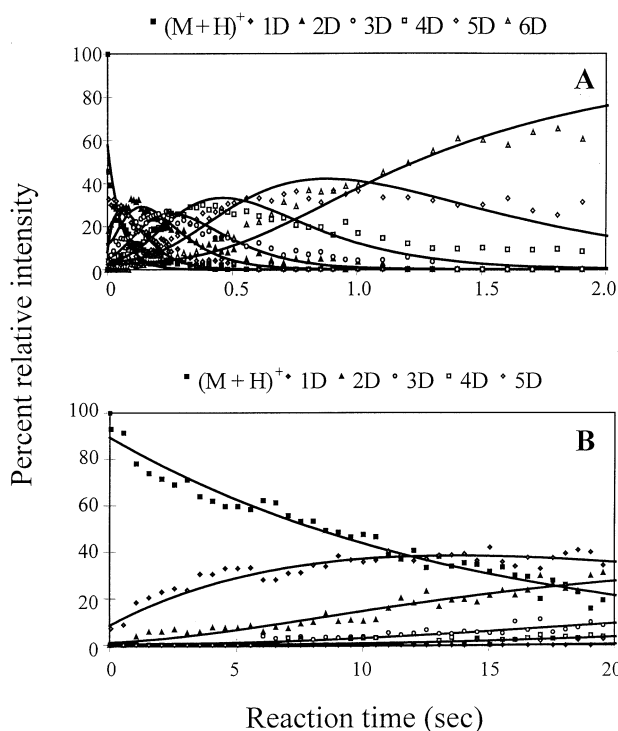 (M + H)+ 1D 2D 3D 4D 5D 6D
A
100
80
60
40
20
0
0 0.5 1.0 1.5 2.0
Percent relative intensity
(M + H)+ 1D 2D 3D 4D 5D
B
100
80
60
40
20
0
0 5 10 15 20
Reaction time (sec)